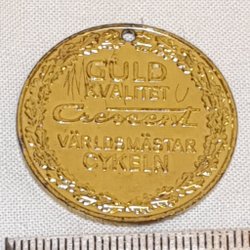 GULD
KVALITET
Crescent
VÄRLDSMÄSTAR
CYKELN